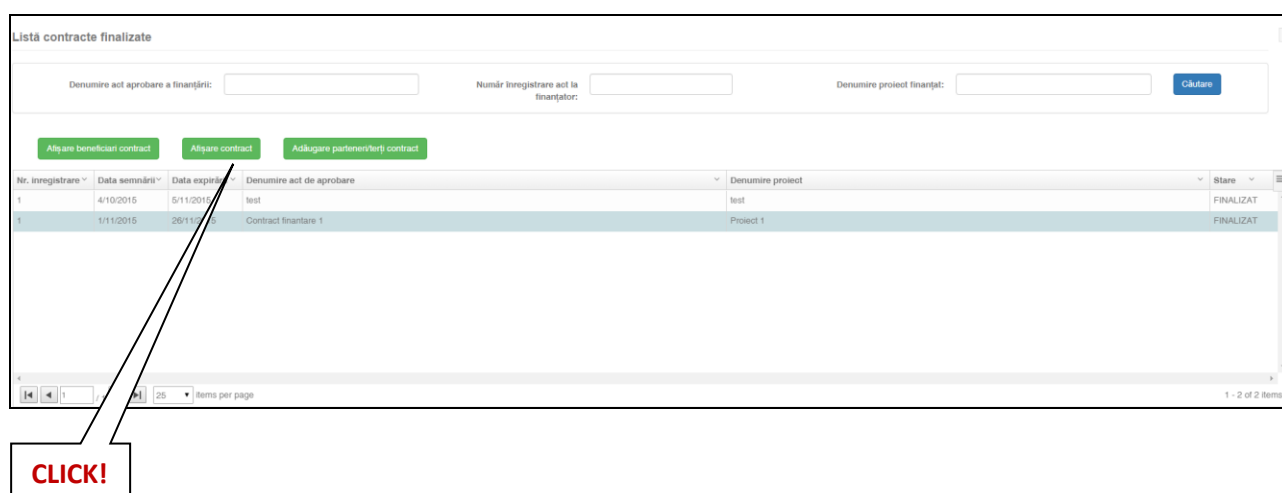 Listă contracte finalizate
Denumire act aprobare a finanțării:
Număr înregistrare act la
finanțator:
Denumire proiect finanțat:
Căutare
Afișare beneficiari contract
Afișare contract
Adăugare parteneri/terți contract
Nr. inregistrare Data semnării Data expirării Denumire act de aprobare Denumire proiect Stare
1 4/10/2015 5/11/2015 test test FINALIZAT
1 1/11/2015 Contract finantare 1 Proiect 1 FINALIZAT
1 / 25 items per page 1 - 2 of 2 items
CLICK!